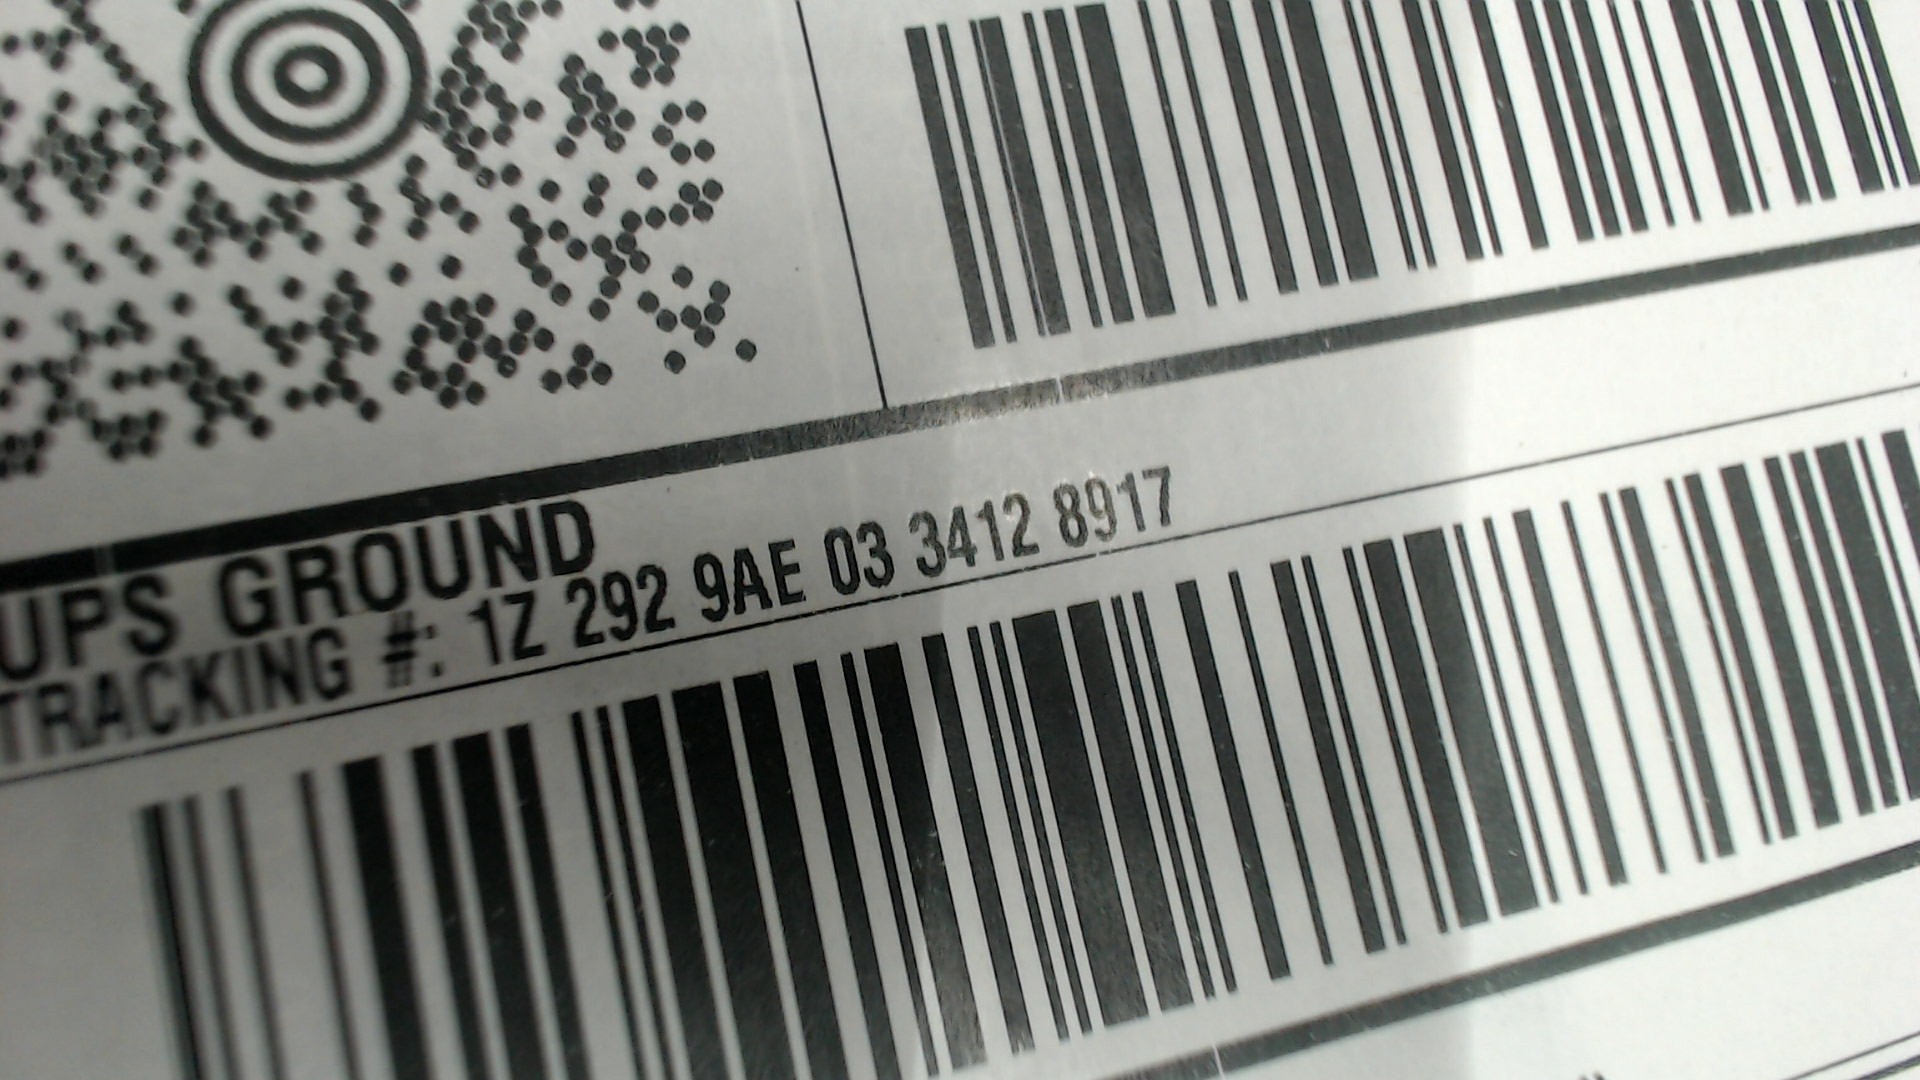 UPS GROUND
TRACKING #: 1Z 292 9AE 03 3412 8917